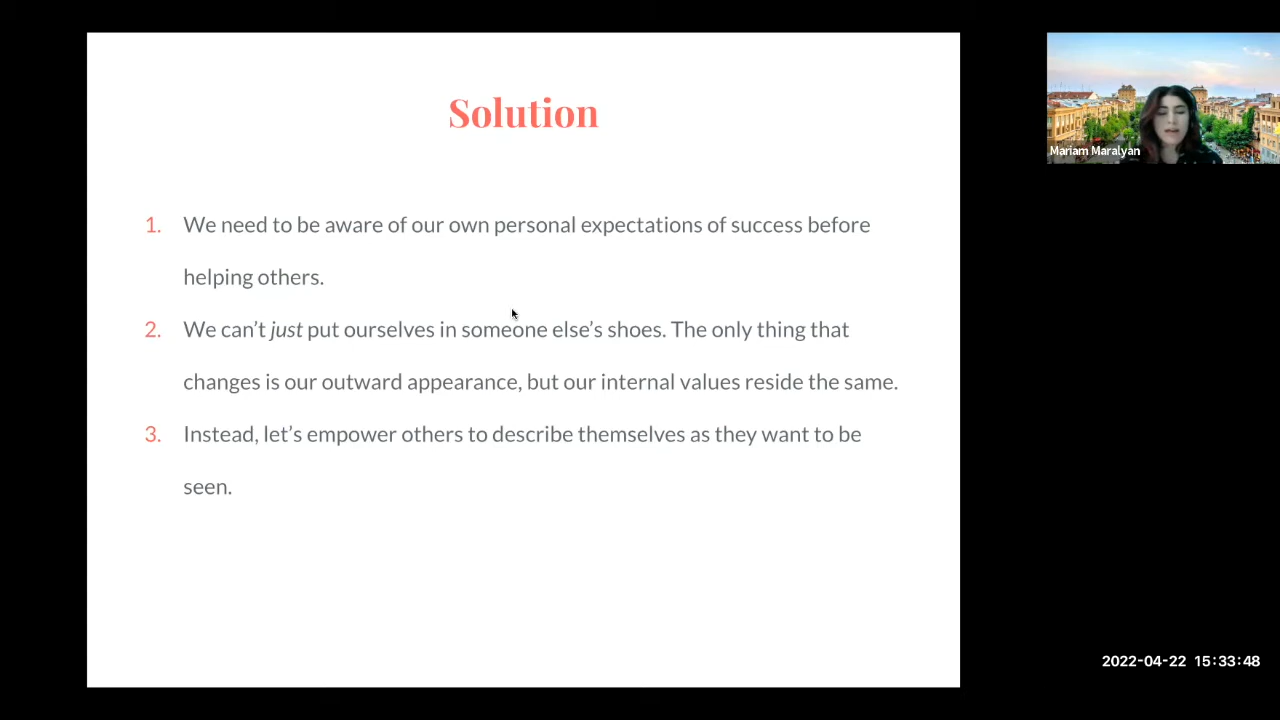 Solution
1. We need to be aware of our own personal expectations of success before
helping others.
2. We can’t just put ourselves in someone else’s shoes. The only thing that
changes is our outward appearance, but our internal values reside the same.
3. Instead, let’s empower others to describe themselves as they want to be
seen.
Mariam Maralyan
2022-04-22 15:33:48